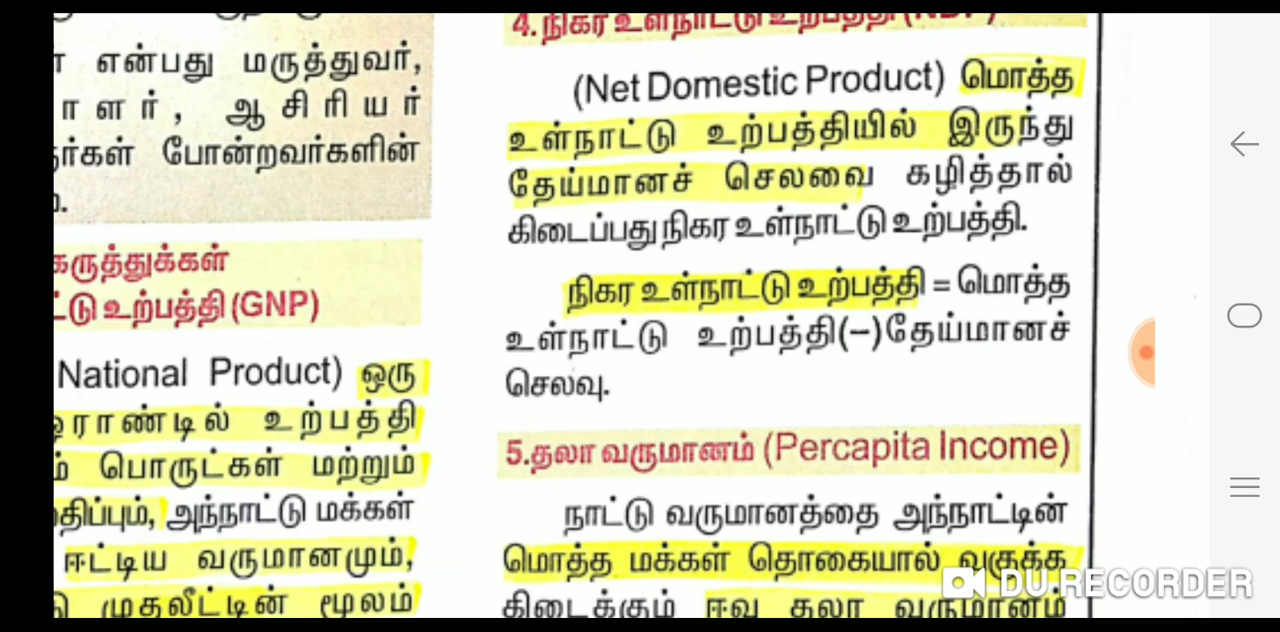 என்பது மருத்துவர்,
ளர், ஆசிரியர்
போன்றவர்களின்
கருத்துக்கள்
உற்பத்தி (GNP)
National Product) ஒரு
உற்பத்தி
பொருட்கள் மற்றும்
அந்நாட்டு மக்கள்
ஈட்டிய வருமானமும்,
முதலீட்டின் மூலம்
4. நிகர உள்நாட்டு உற்பத்தி (NDP)
(Net Domestic Product) மொத்த
உள்நாட்டு உற்பத்தியில் இருந்து
தேய்மானச் செலவை கழித்தால்
கிடைப்பது நிகர உள்நாட்டு உற்பத்தி.
நிகர உள்நாட்டு உற்பத்தி = மொத்த
உள்நாட்டு உற்பத்தி(−)தேய்மானச்
செலவு.
5.தலா வருமானம் (Percapita Income)
நாட்டு வருமானத்தை அந்நாட்டின்
மொத்த மக்கள் தொகையால் வகுக்க
கிடைக்கும் ஈவு தலா வருமானம்
DU RECORDER